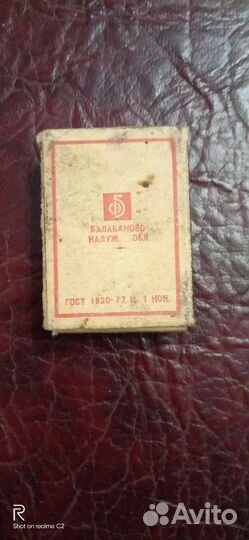 БАЛАБАНОВО
КАЛУЖ. ОБЛ.
ГОСТ 1820-77 Ц. 1 КОП.
R
Shot on realme C2
Avito